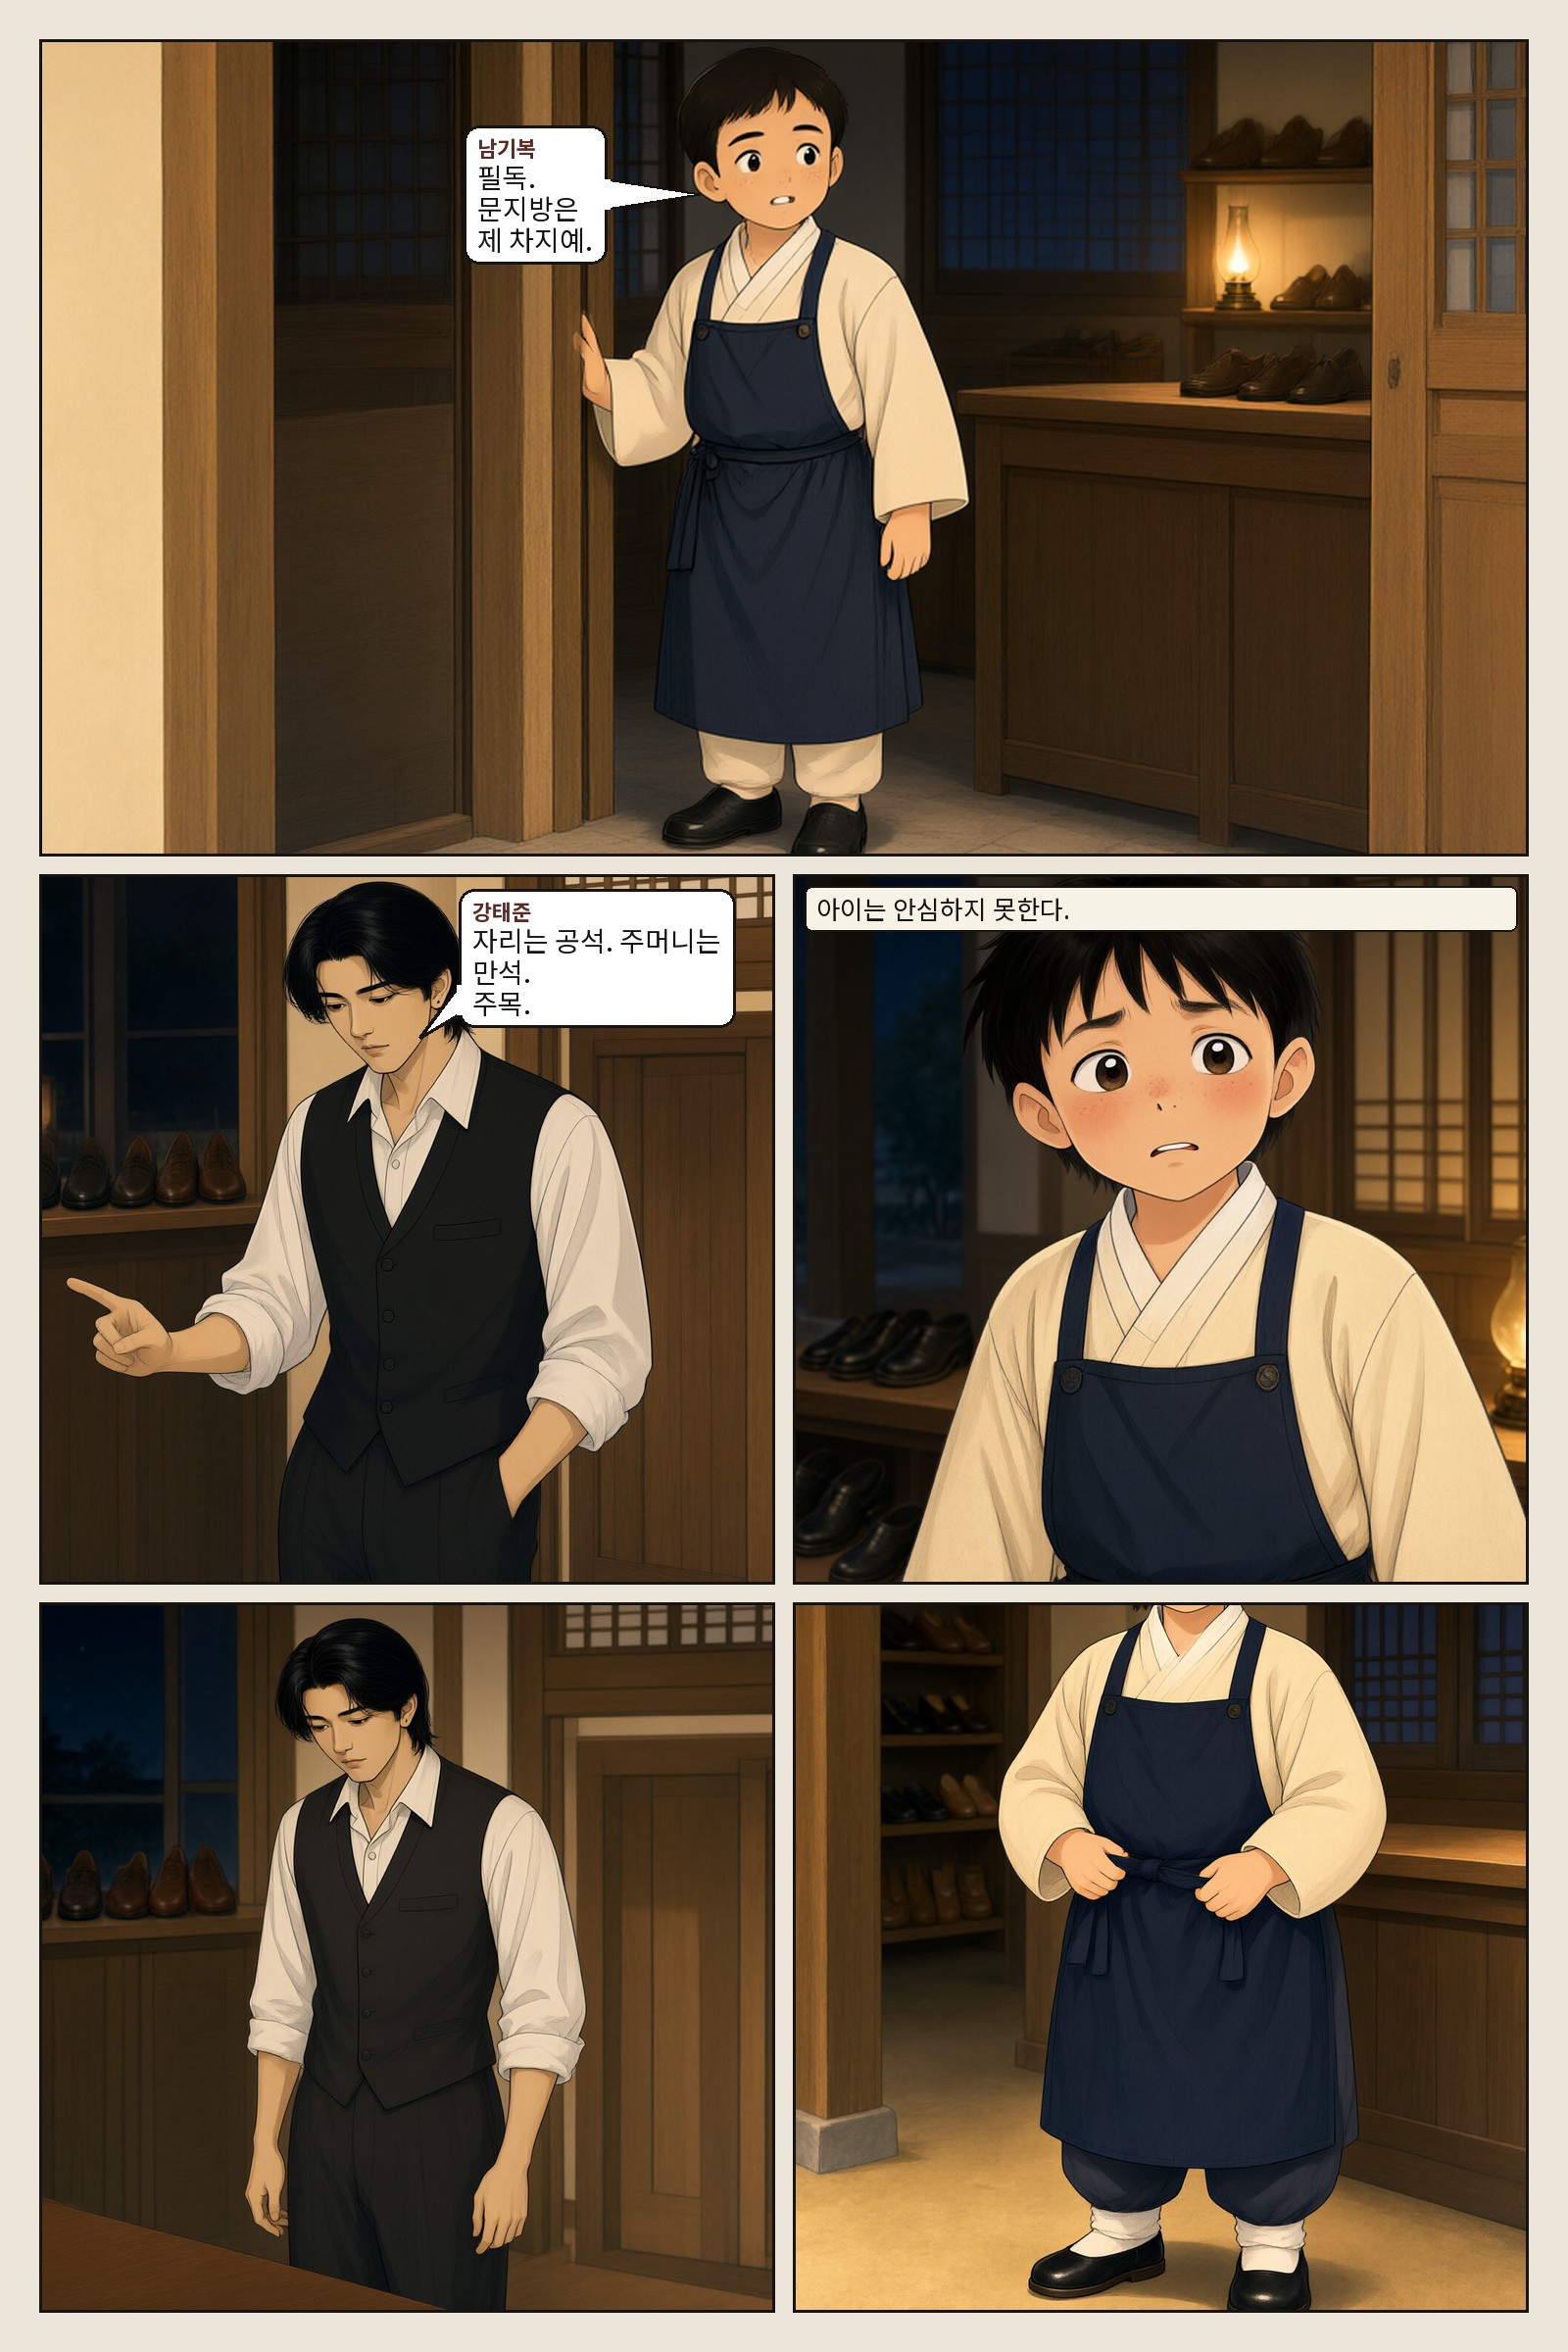 남기복
필독.
문지방은
제 차지예.
강태준
자리는 공석. 주머니는
만석.
주목.
아이는 안심하지 못한다.